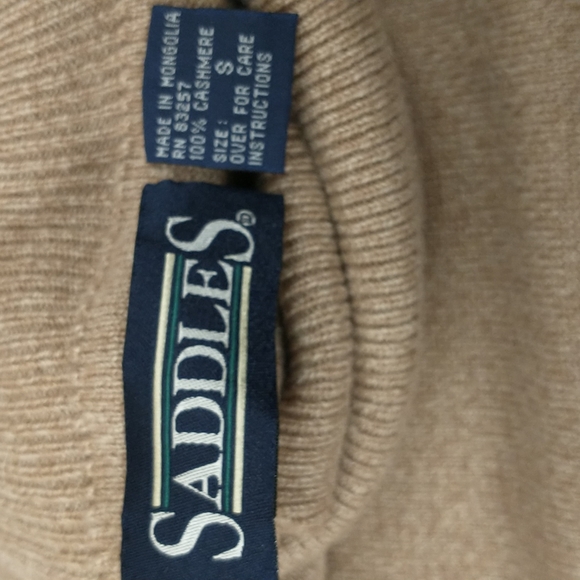 MADE IN MONGOLIA
RN 83257
100% CASHMERE
SIZE: S
OVER FOR CARE
INSTRUCTIONS
SADDLES®